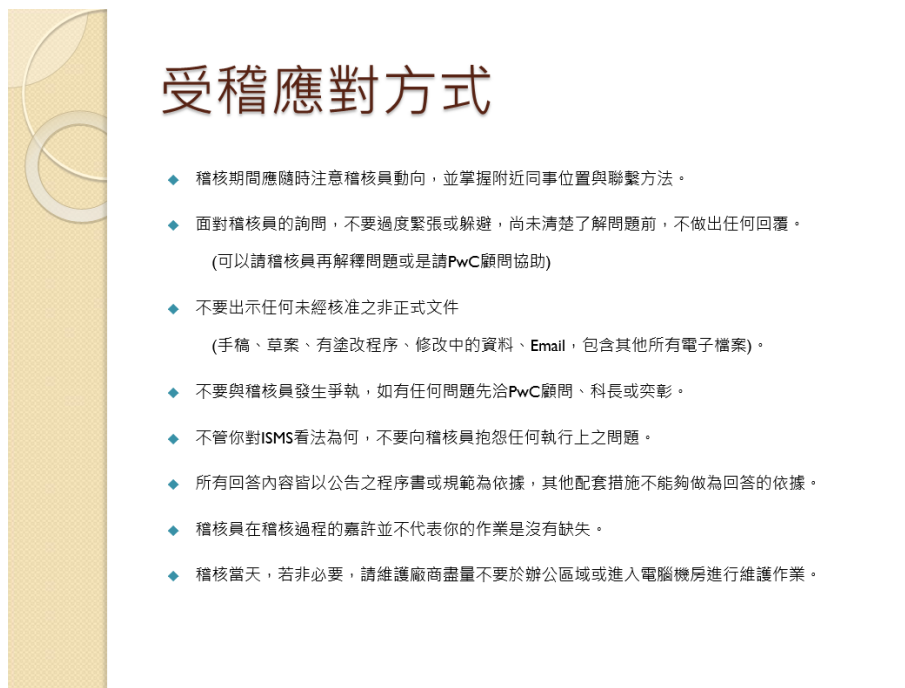 受稽應對方式
稽核期間應隨時注意稽核員動向，並掌握附近同事位置與聯繫方法。
面對稽核員的詢問，不要過度緊張或躲避，尚未清楚了解問題前，不做出任何回覆。
(可以請稽核員再解釋問題或是請PwC顧問協助)
不要出示任何未經核准之非正式文件
(手稿、草案、有塗改程序、修改中的資料、Email，包含其他所有電子檔案)。
不要與稽核員發生爭執，如有任何問題先洽PwC顧問、科長或奕彰。
不管你對ISMS看法為何，不要向稽核員抱怨任何執行上之問題。
所有回答內容皆以公告之程序書或規範為依據，其他配套措施不能夠做為回答的依據。
稽核員在稽核過程的嘉許並不代表你的作業是沒有缺失。
稽核當天，若非必要，請維護廠商盡量不要於辦公區域或進入電腦機房進行維護作業。